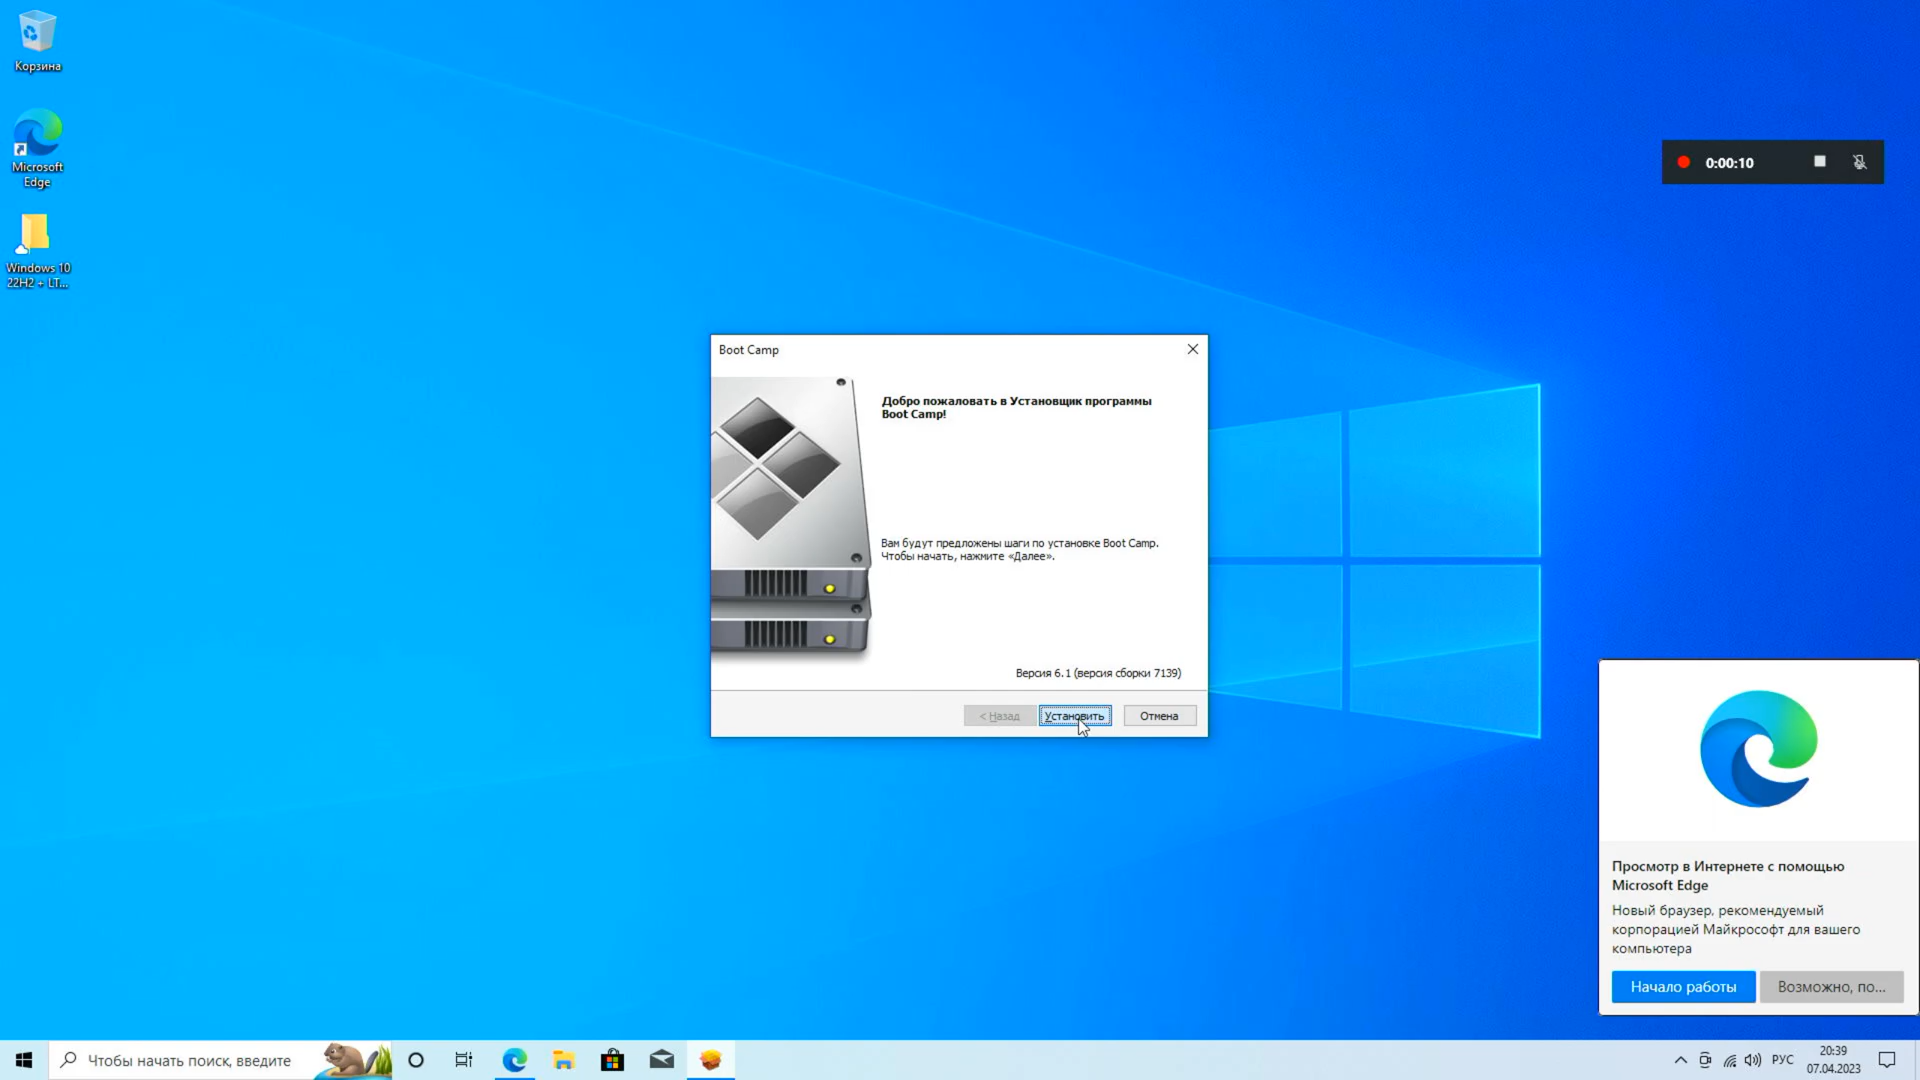 Корзина
Microsoft
Edge
Windows 10
22H2 + LT...
0:00:10
Boot Camp
Добро пожаловать в Установщик программы
Boot Camp!
Вам будут предложены шаги по установке Boot Camp.
Чтобы начать, нажмите «Далее».
Версия 6.1 (версия сборки 7139)
< Назад
Установить
Отмена
Просмотр в Интернете с помощью
Microsoft Edge
Новый браузер, рекомендуемый
корпорацией Майкрософт для вашего
компьютера
Начало работы
Возможно, по...
Чтобы начать поиск, введите
РУС
20:39
07.04.2023